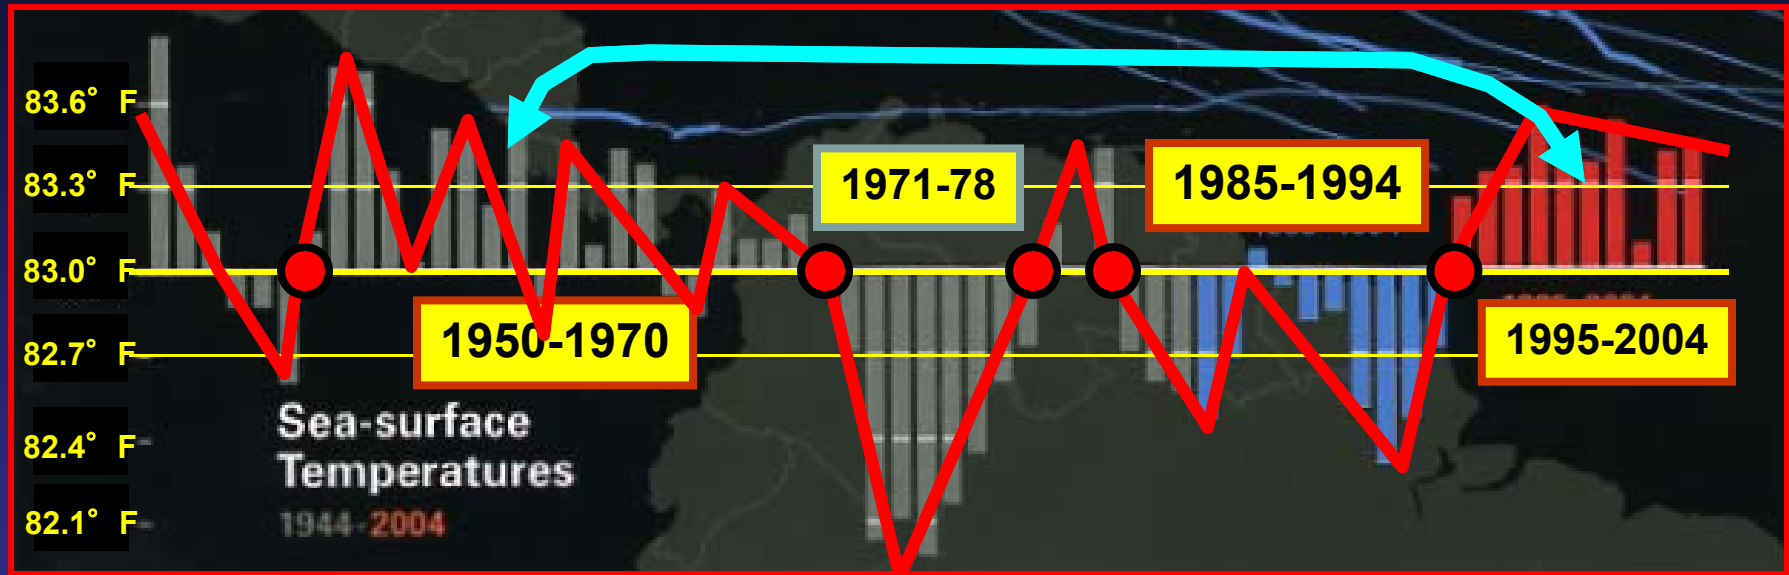 83.6° F
83.3° F
83.0° F
82.7° F
82.4° F
82.1° F
1971-78
1985-1994
1950-1970
1995-2004
Sea-surface
Temperatures
1944-2004